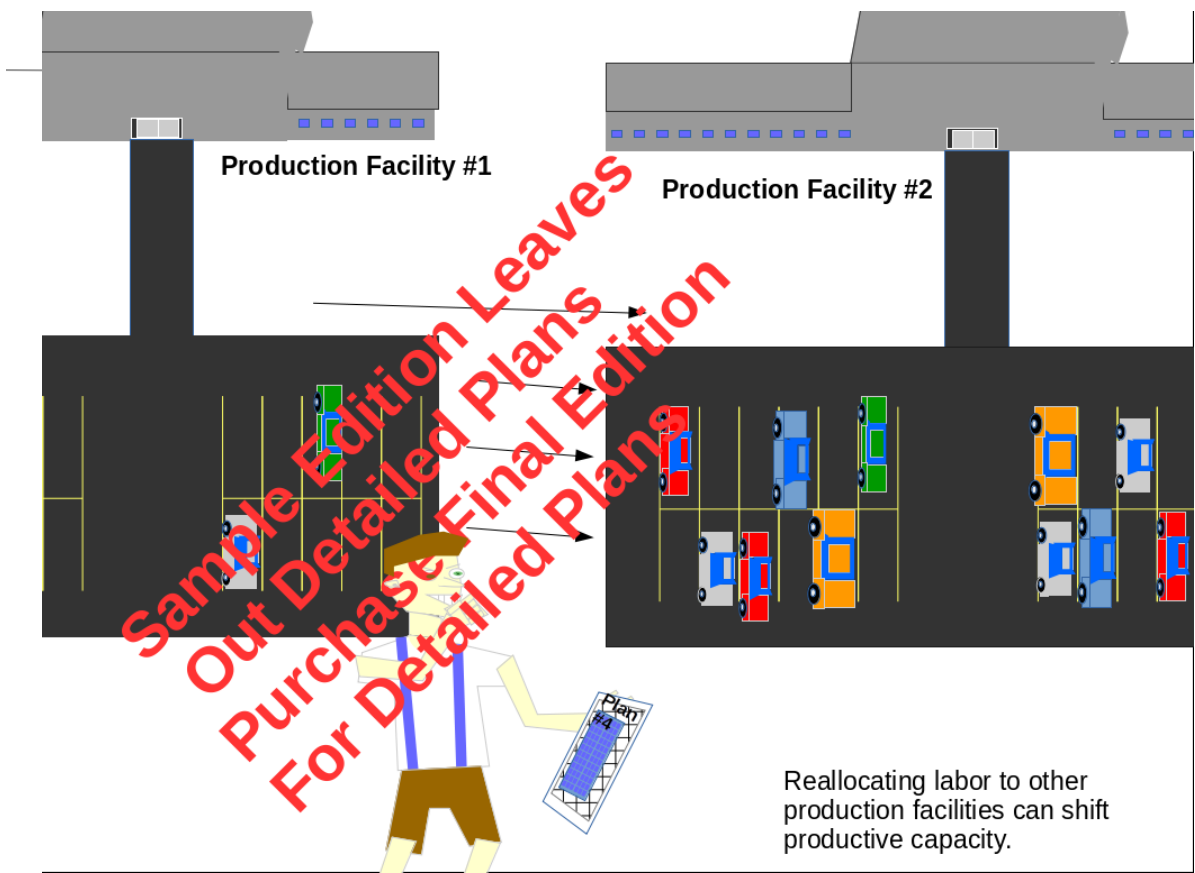 Production Facility #1
Production Facility #2
Sample Edition Leaves
Out Detailed Plans
Purchase Final Edition
For Detailed Plans
Plan
#4
Reallocating labor to other
production facilities can shift
productive capacity.